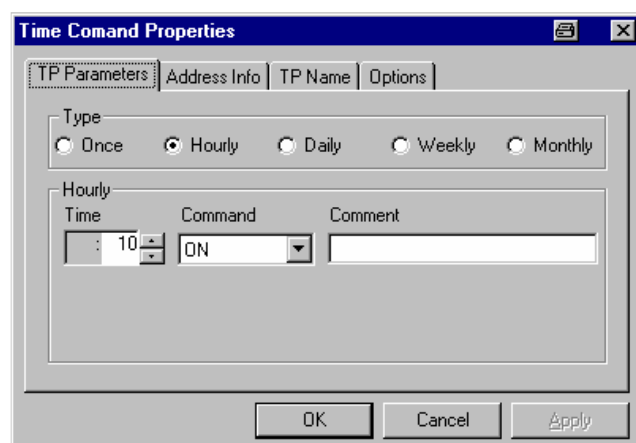 Time Comand Properties
TP Parameters Address Info TP Name Options
Type
Once Hourly Daily Weekly Monthly
Hourly
Time Command Comment
: 10 ON
OK Cancel Apply